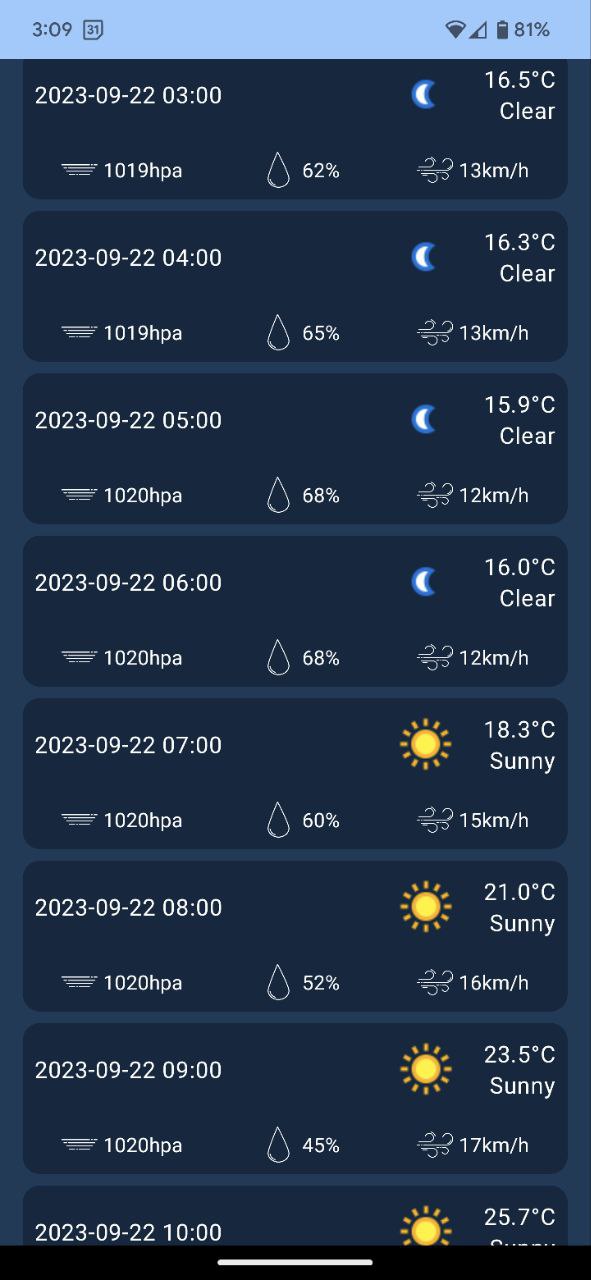 3:09 31 81%
2023-09-22 03:00 16.5°C
Clear
1019hpa 62% 13km/h
2023-09-22 04:00 16.3°C
Clear
1019hpa 65% 13km/h
2023-09-22 05:00 15.9°C
Clear
1020hpa 68% 12km/h
2023-09-22 06:00 16.0°C
Clear
1020hpa 68% 12km/h
2023-09-22 07:00 18.3°C
Sunny
1020hpa 60% 15km/h
2023-09-22 08:00 21.0°C
Sunny
1020hpa 52% 16km/h
2023-09-22 09:00 23.5°C
Sunny
1020hpa 45% 17km/h
2023-09-22 10:00 25.7°C
Sunny